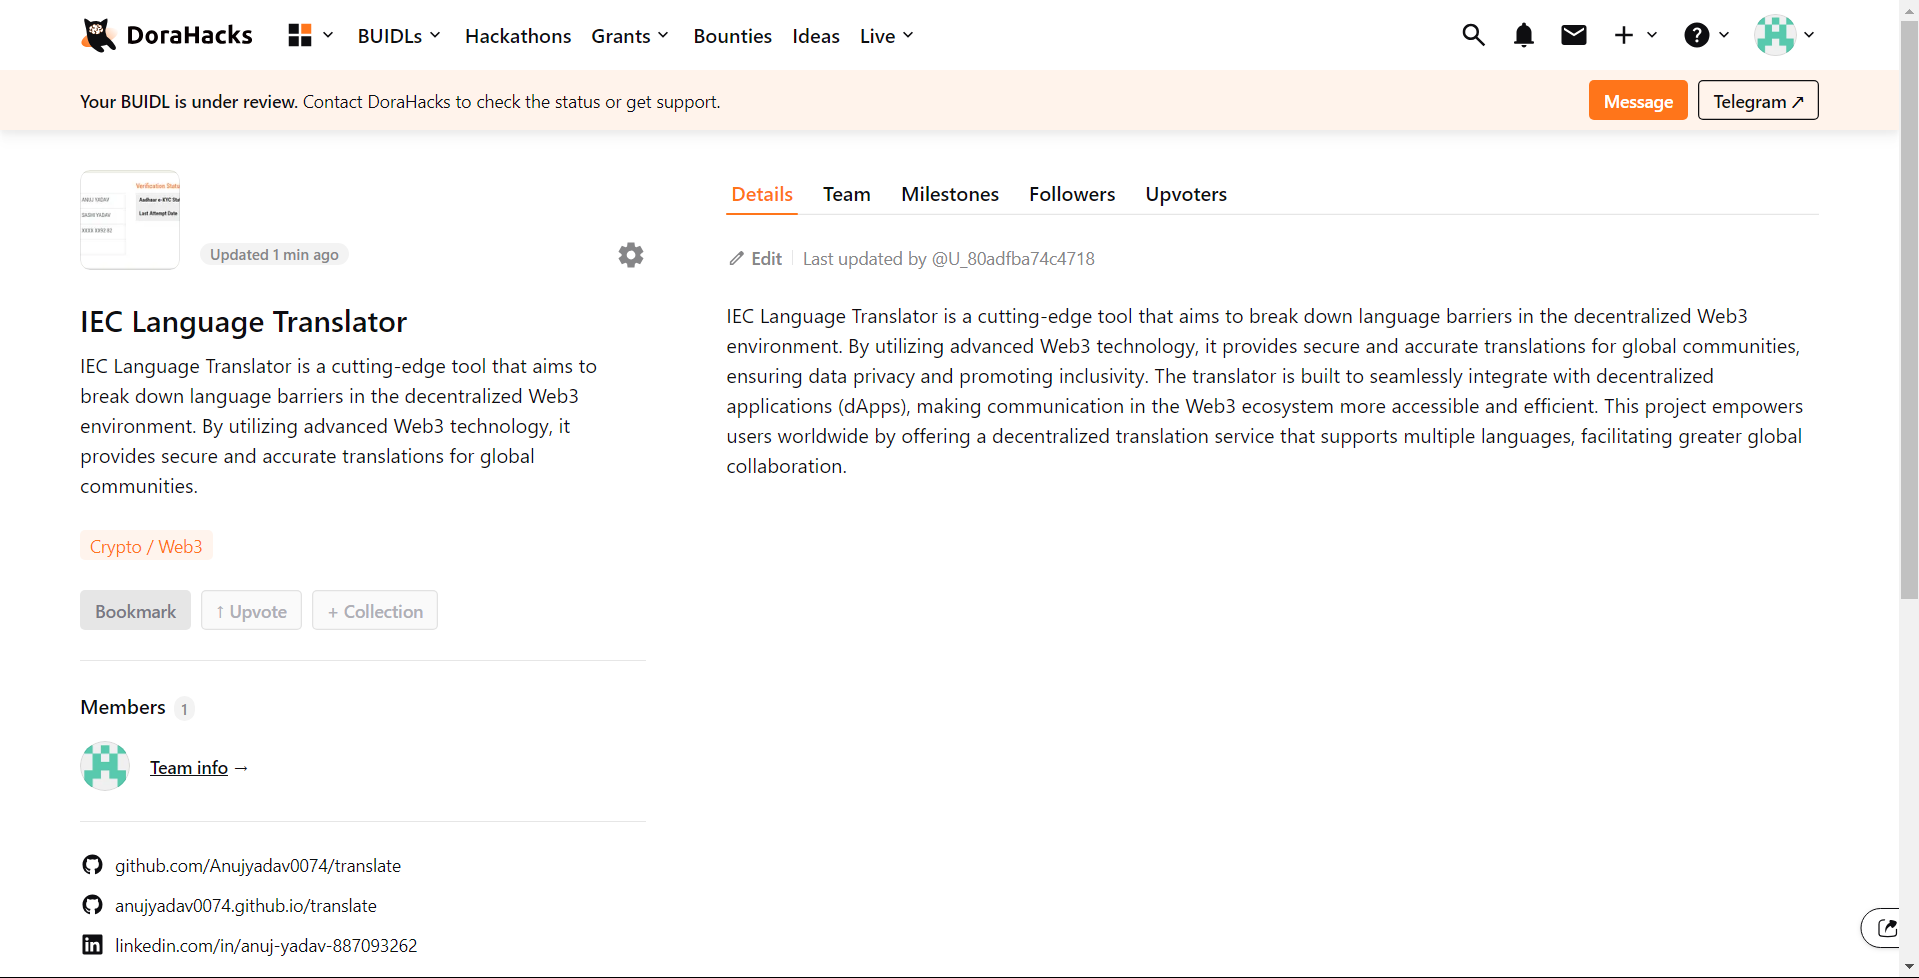 DoraHacks
BUIDLs
Hackathons
Grants
Bounties
Ideas
Live
Your BUIDL is under review. Contact DoraHacks to check the status or get support.
Message
Telegram ↗
Verification Statu
ANUJ YADAV
Aadhaar e-KYC Sta
SASHI YADAV
Last Attempt Date
XXXX XX92 82
Updated 1 min ago
IEC Language Translator
IEC Language Translator is a cutting-edge tool that aims to
break down language barriers in the decentralized Web3
environment. By utilizing advanced Web3 technology, it
provides secure and accurate translations for global
communities.
Crypto / Web3
Bookmark
↑ Upvote
+ Collection
Members 1
Team info →
github.com/Anujyadav0074/translate
anujyadav0074.github.io/translate
linkedin.com/in/anuj-yadav-887093262
Details
Team
Milestones
Followers
Upvoters
Edit
Last updated by @U_80adfba74c4718
IEC Language Translator is a cutting-edge tool that aims to break down language barriers in the decentralized Web3
environment. By utilizing advanced Web3 technology, it provides secure and accurate translations for global communities,
ensuring data privacy and promoting inclusivity. The translator is built to seamlessly integrate with decentralized
applications (dApps), making communication in the Web3 ecosystem more accessible and efficient. This project empowers
users worldwide by offering a decentralized translation service that supports multiple languages, facilitating greater global
collaboration.